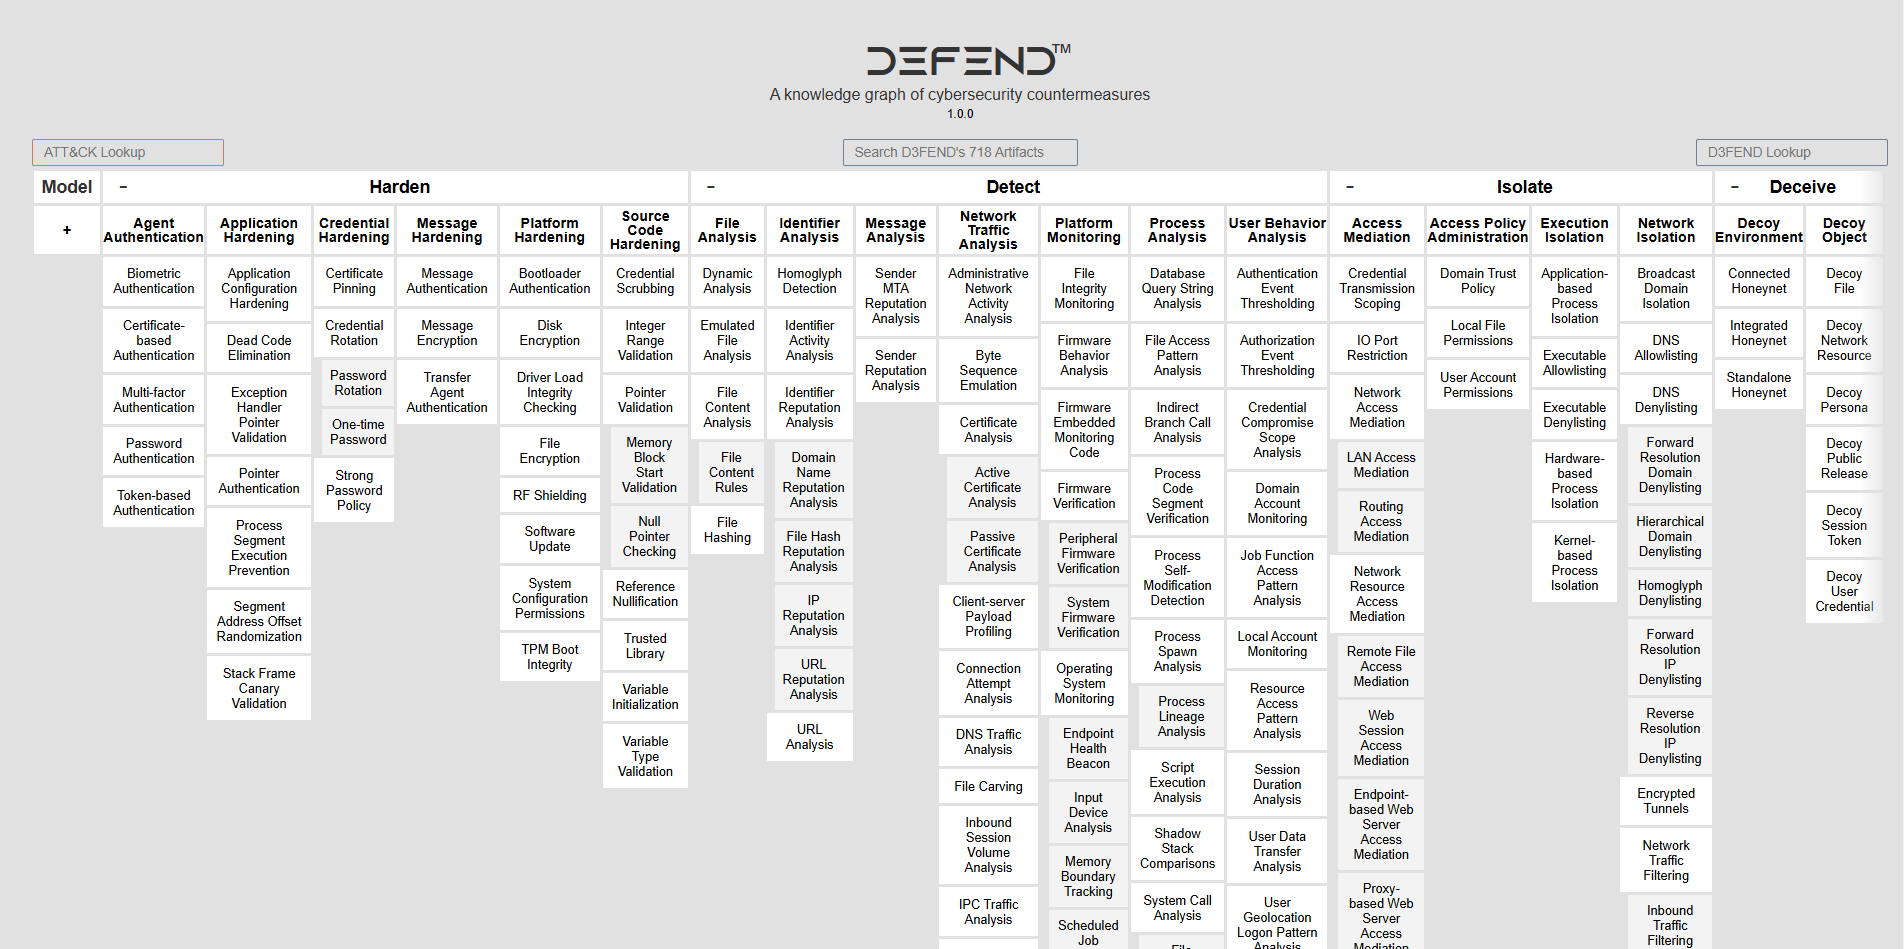 D3FEND™
A knowledge graph of cybersecurity countermeasures
1.0.0
ATT&CK Lookup
Search D3FEND's 718 Artifacts
D3FEND Lookup
Model
-
Harden
-
Detect
-
Isolate
-
Deceive
+
Agent
Authentication
Biometric
Authentication
Certificate-
based
Authentication
Multi-factor
Authentication
Password
Authentication
Token-based
Authentication
Application
Hardening
Application
Configuration
Hardening
Dead Code
Elimination
Exception
Handler
Pointer
Validation
Pointer
Authentication
Process
Segment
Execution
Prevention
Segment
Address Offset
Randomization
Stack Frame
Canary
Validation
Credential
Hardening
Certificate
Pinning
Credential
Rotation
Password
Rotation
One-time
Password
Strong
Password
Policy
Message
Hardening
Message
Authentication
Message
Encryption
Transfer
Agent
Authentication
Platform
Hardening
Bootloader
Authentication
Disk
Encryption
Driver Load
Integrity
Checking
File
Encryption
RF Shielding
Software
Update
System
Configuration
Permissions
TPM Boot
Integrity
Source
Code
Hardening
Credential
Scrubbing
Integer
Range
Validation
Pointer
Validation
Memory
Block
Start
Validation
Null
Pointer
Checking
Reference
Nullification
Trusted
Library
Variable
Initialization
Variable
Type
Validation
File
Analysis
Dynamic
Analysis
Emulated
File
Analysis
File
Content
Analysis
File
Content
Rules
File
Hashing
Identifier
Analysis
Homoglyph
Detection
Identifier
Activity
Analysis
Identifier
Reputation
Analysis
Domain
Name
Reputation
Analysis
File Hash
Reputation
Analysis
IP
Reputation
Analysis
URL
Reputation
Analysis
URL
Analysis
Message
Analysis
Sender
MTA
Reputation
Analysis
Sender
Reputation
Analysis
Network
Traffic
Analysis
Administrative
Network
Activity
Analysis
Byte
Sequence
Emulation
Certificate
Analysis
Active
Certificate
Analysis
Passive
Certificate
Analysis
Client-server
Payload
Profiling
Connection
Attempt
Analysis
DNS Traffic
Analysis
File Carving
Inbound
Session
Volume
Analysis
IPC Traffic
Analysis
Platform
Monitoring
File
Integrity
Monitoring
Firmware
Behavior
Analysis
Firmware
Embedded
Monitoring
Code
Firmware
Verification
Peripheral
Firmware
Verification
System
Firmware
Verification
Operating
System
Monitoring
Endpoint
Health
Beacon
Input
Device
Analysis
Memory
Boundary
Tracking
Scheduled
Job
Process
Analysis
Database
Query String
Analysis
File Access
Pattern
Analysis
Indirect
Branch Call
Analysis
Process
Code
Segment
Verification
Process
Self-
Modification
Detection
Process
Spawn
Analysis
Process
Lineage
Analysis
Script
Execution
Analysis
Shadow
Stack
Comparisons
System Call
Analysis
File
User Behavior
Analysis
Authentication
Event
Thresholding
Authorization
Event
Thresholding
Credential
Compromise
Scope
Analysis
Domain
Account
Monitoring
Job Function
Access
Pattern
Analysis
Local Account
Monitoring
Resource
Access
Pattern
Analysis
Session
Duration
Analysis
User Data
Transfer
Analysis
User
Geolocation
Logon Pattern
Analysis
Access
Mediation
Credential
Transmission
Scoping
IO Port
Restriction
Network
Access
Mediation
LAN Access
Mediation
Routing
Access
Mediation
Network
Resource
Access
Mediation
Remote File
Access
Mediation
Web
Session
Access
Mediation
Endpoint-
based Web
Server
Access
Mediation
Proxy-
based Web
Server
Access
Mediation
Access Policy
Administration
Domain Trust
Policy
Local File
Permissions
User Account
Permissions
Execution
Isolation
Application-
based
Process
Isolation
Executable
Allowlisting
Executable
Denylisting
Hardware-
based
Process
Isolation
Kernel-
based
Process
Isolation
Network
Isolation
Broadcast
Domain
Isolation
DNS
Allowlisting
DNS
Denylisting
Forward
Resolution
Domain
Denylisting
Hierarchical
Domain
Denylisting
Homoglyph
Denylisting
Forward
Resolution
IP
Denylisting
Reverse
Resolution
IP
Denylisting
Encrypted
Tunnels
Network
Traffic
Filtering
Inbound
Traffic
Filtering
Decoy
Environment
Connected
Honeynet
Integrated
Honeynet
Standalone
Honeynet
Decoy
Object
Decoy
File
Decoy
Network
Resource
Decoy
Persona
Decoy
Public
Release
Decoy
Session
Token
Decoy
User
Credential